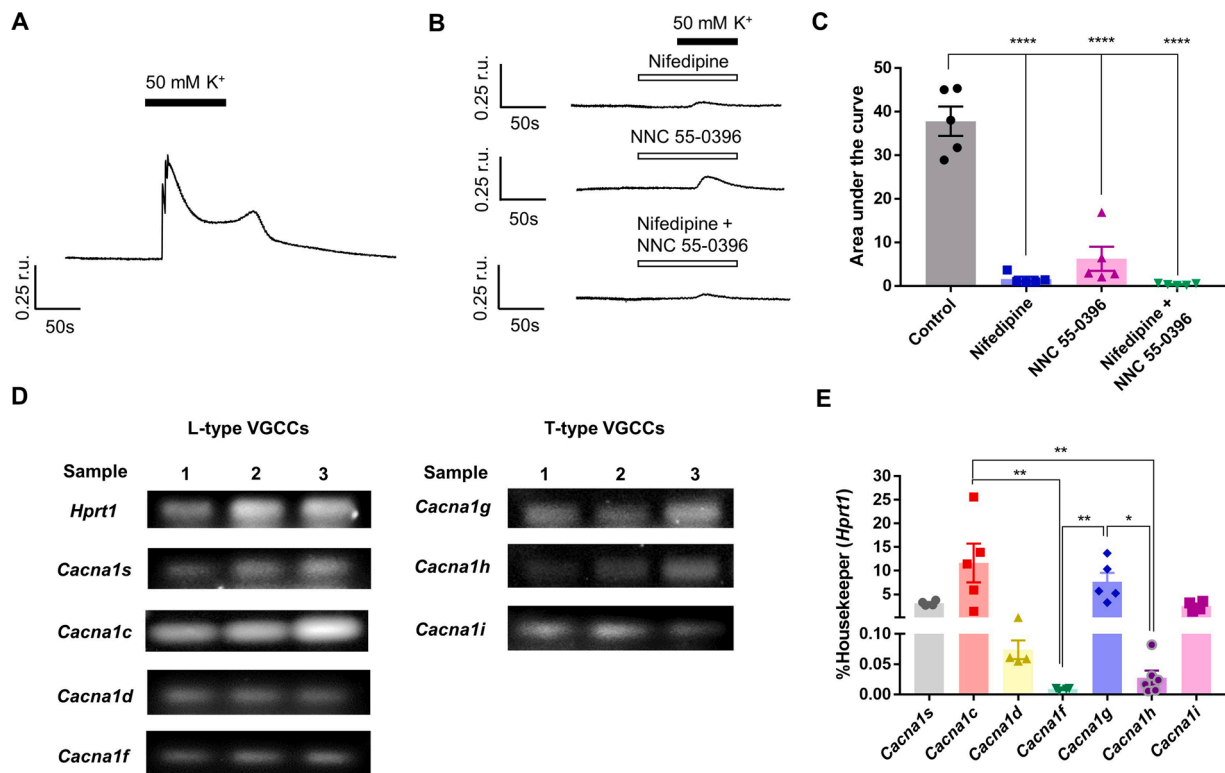 A
50 mM K⁺
0.25 r.u.
50s
B
50 mM K⁺
Nifedipine
0.25 r.u.
50s
NNC 55-0396
0.25 r.u.
50s
Nifedipine +
NNC 55-0396
0.25 r.u.
50s
C
**** **** ****
Area under the curve
50
40
30
20
10
0
Control
Nifedipine
NNC 55-0396
Nifedipine +
NNC 55-0396
D
L-type VGCCs
Sample 1 2 3
Hprt1
Cacna1s
Cacna1c
Cacna1d
Cacna1f
T-type VGCCs
Sample 1 2 3
Cacna1g
Cacna1h
Cacna1i
E
**
**
** *
%Housekeeper (Hprt1)
30
25
20
15
10
5
0.10
0.05
0.00
Cacna1s
Cacna1c
Cacna1d
Cacna1f
Cacna1g
Cacna1h
Cacna1i